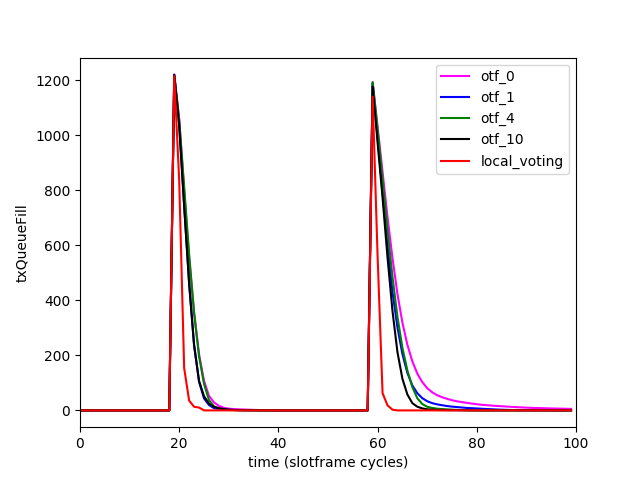 1200
1000
800
600
400
200
0
txQueueFill
0 20 40 60 80 100
time (slotframe cycles)
otf_0
otf_1
otf_4
otf_10
local_voting